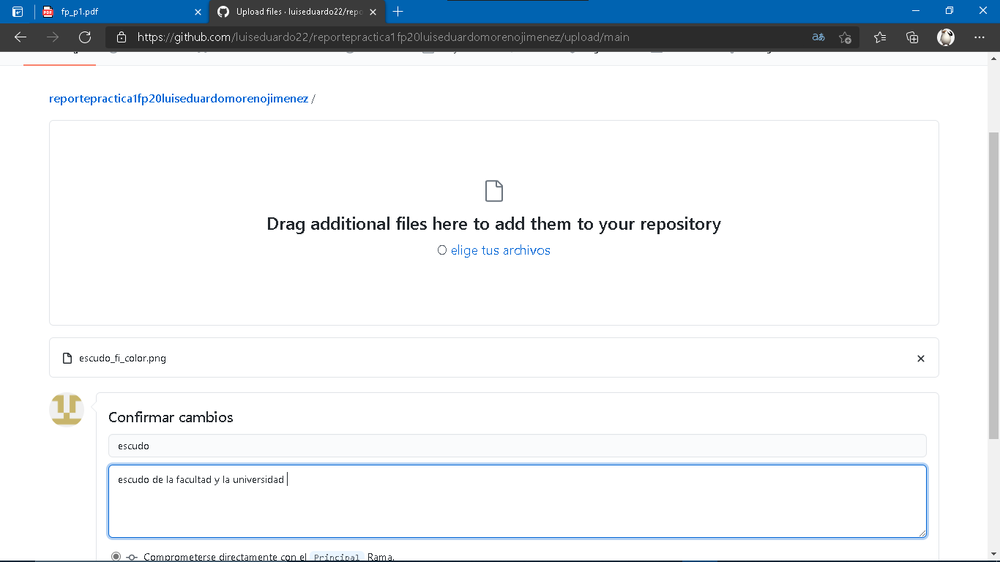 fp_p1.pdf
Upload files · luiseduardo22/repo
https://github.com/luiseduardo22/reportepractica1fp20luiseduardomorenojimenez/upload/main
reportepractica1fp20luiseduardomorenojimenez /
Drag additional files here to add them to your repository
O elige tus archivos
escudo_fi_color.png
Confirmar cambios
escudo
escudo de la facultad y la universidad
Comprometerse directamente con el Principal Rama.